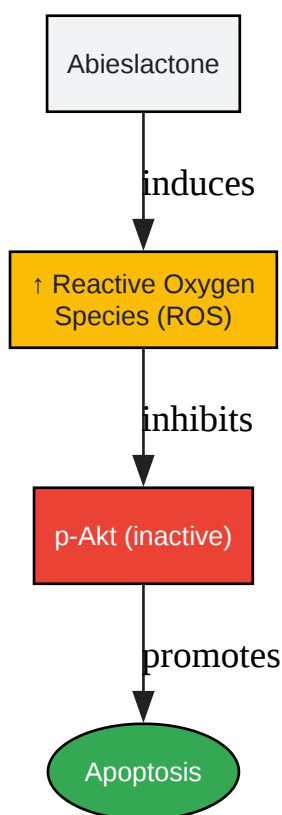 Abieslactone
induces
↑ Reactive Oxygen
Species (ROS)
inhibits
p-Akt (inactive)
promotes
Apoptosis